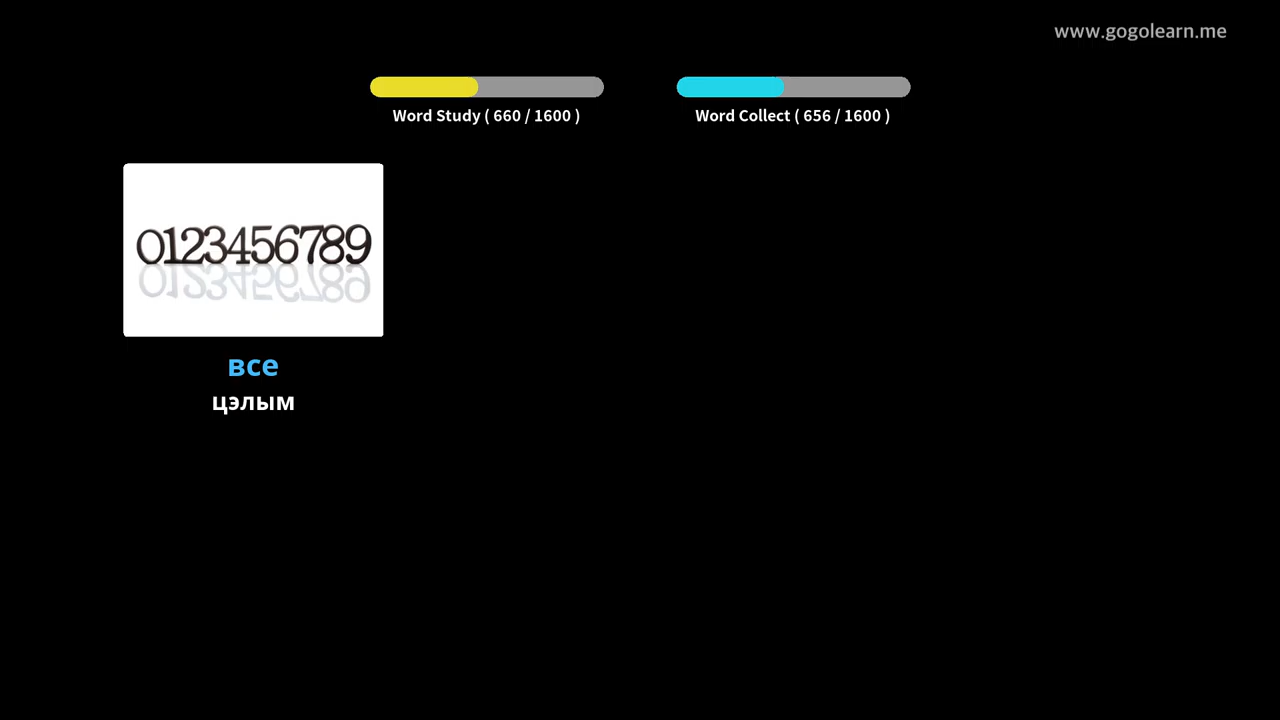 www.gogolearn.me
Word Study ( 660 / 1600 )
Word Collect ( 656 / 1600 )
0123456789
все
цэлым